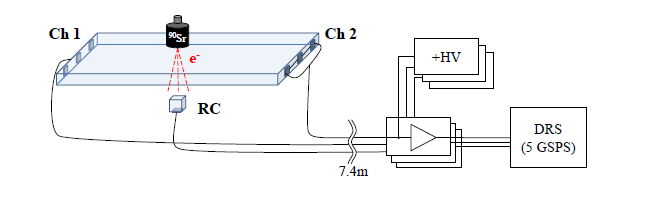 Ch 1
⁹⁰Sr
Ch 2
e⁻
RC
+HV
DRS
(5 GSPS)
7.4m